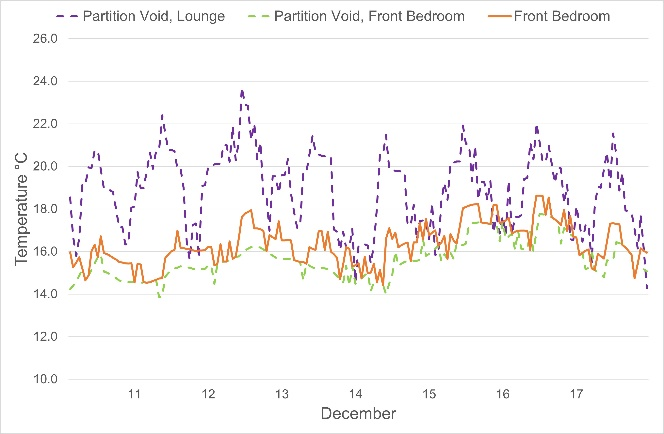 Partition Void, Lounge Partition Void, Front Bedroom Front Bedroom
26.0
24.0
22.0
20.0
18.0
16.0
14.0
12.0
10.0
Temperature °C
11 12 13 14 15 16 17
December